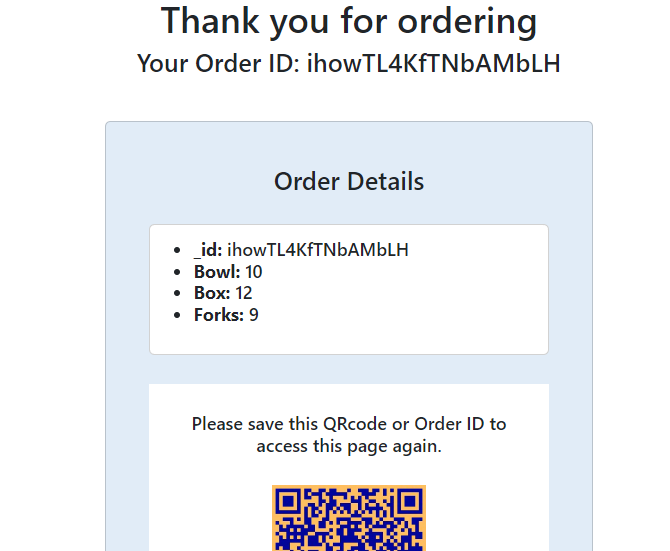 Thank you for ordering
Your Order ID: ihowTL4KfTNbAMbLH
Order Details
_id: ihowTL4KfTNbAMbLH
Bowl: 10
Box: 12
Forks: 9
Please save this QRcode or Order ID to
access this page again.